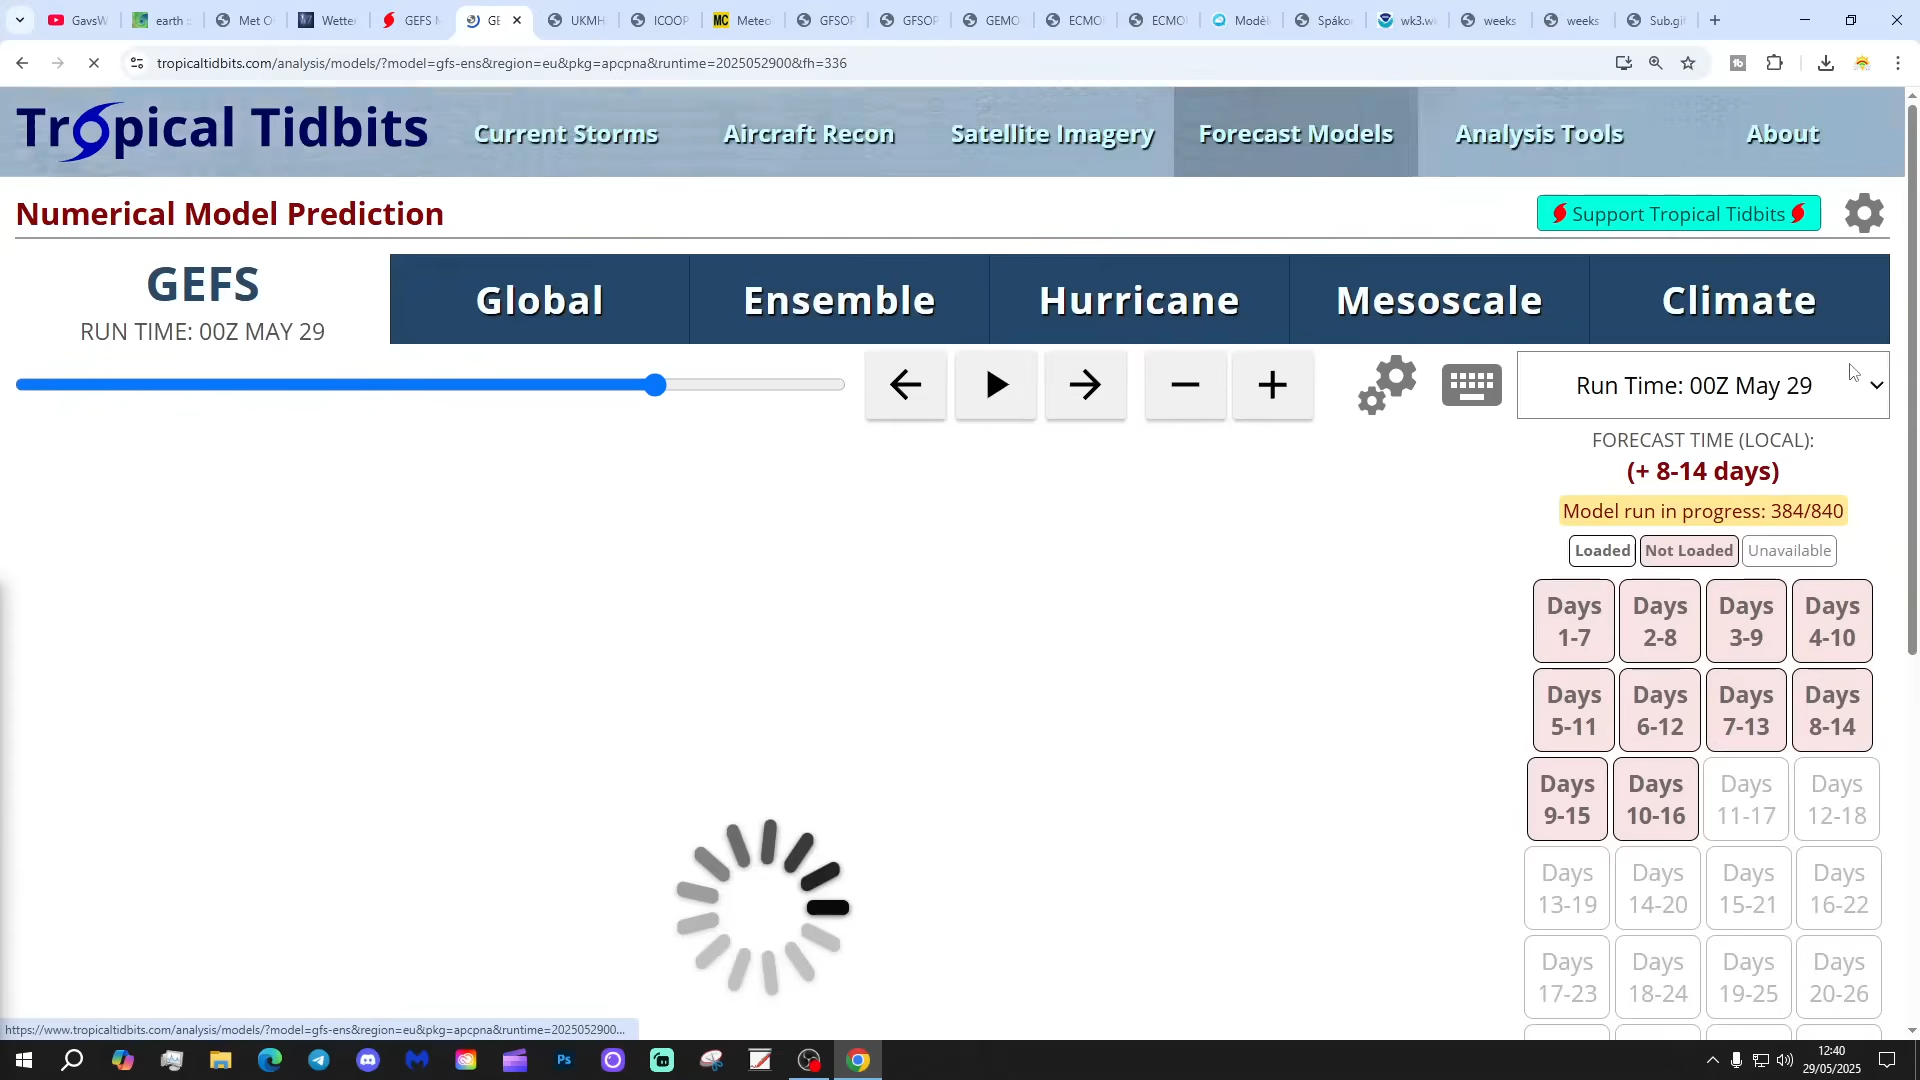 GavsW
earth ::
Met O
Wette
GEFS M
GE
UKMH
ICOOP
MC Meteo
GFSOP
GFSOP
GEMO
ECMO
ECMO
Modèl
Spáko
wk3.w
weeks
weeks
Sub.gi
tropicaltidbits.com/analysis/models/?model=gfs-ens&region=eu&pkg=apcpna&runtime=2025052900&fh=336
Tropical Tidbits
Current Storms
Aircraft Recon
Satellite Imagery
Forecast Models
Analysis Tools
About
Numerical Model Prediction
Support Tropical Tidbits
GEFS
RUN TIME: 00Z MAY 29
Global
Ensemble
Hurricane
Mesoscale
Climate
Run Time: 00Z May 29
FORECAST TIME (LOCAL):
(+ 8-14 days)
Model run in progress: 384/840
Loaded
Not Loaded
Unavailable
Days 1-7
Days 2-8
Days 3-9
Days 4-10
Days 5-11
Days 6-12
Days 7-13
Days 8-14
Days 9-15
Days 10-16
Days 11-17
Days 12-18
Days 13-19
Days 14-20
Days 15-21
Days 16-22
Days 17-23
Days 18-24
Days 19-25
Days 20-26
https://www.tropicaltidbits.com/analysis/models/?model=gfs-ens&region=eu&pkg=apcpna&runtime=2025052900...
Ps
12:40
29/05/2025